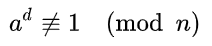 a^d ≢ 1 (mod n)